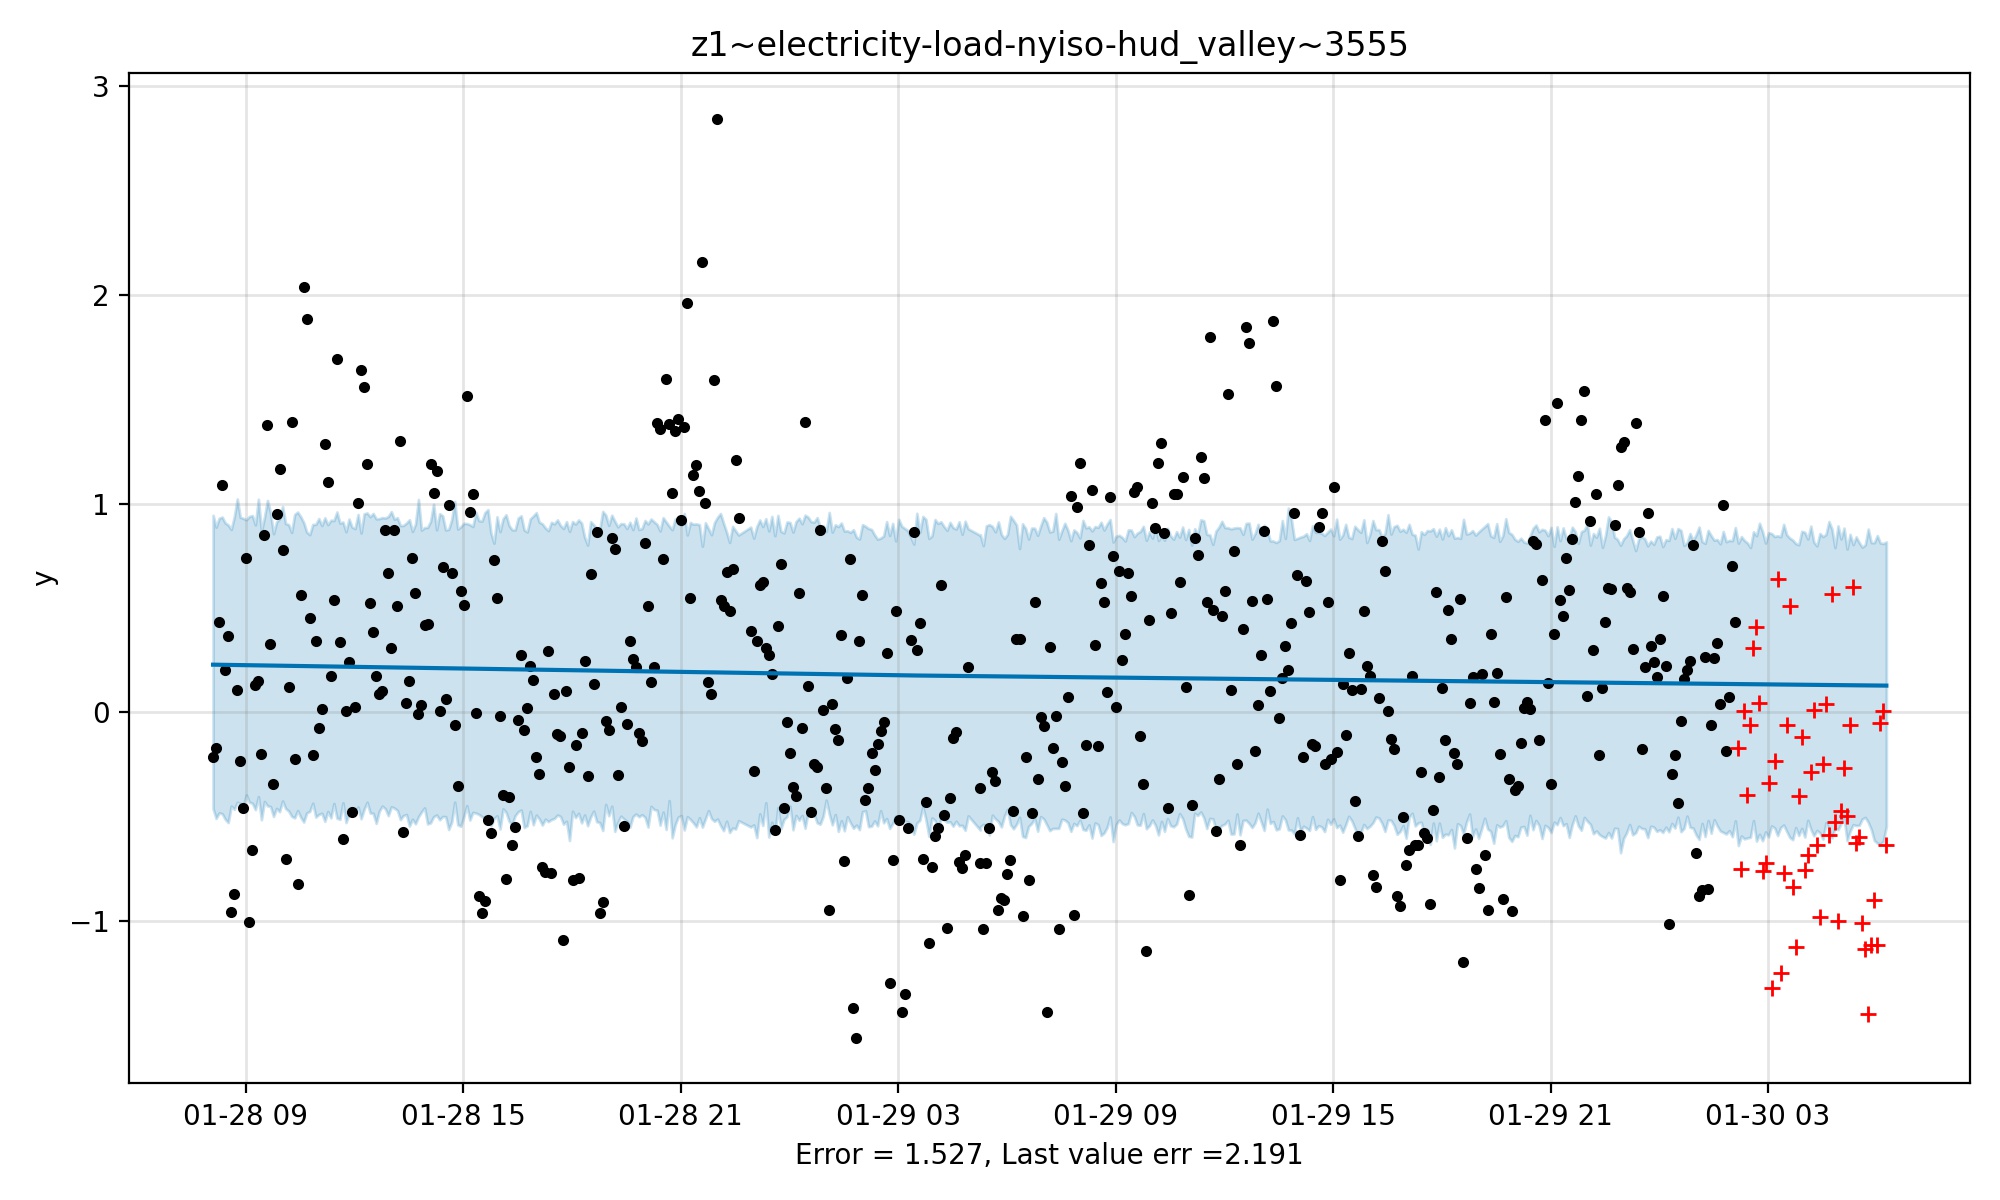 z1~electricity-load-nyiso-hud_valley~3555
3
2
1
0
−1
y
01-28 09 01-28 15 01-28 21 01-29 03 01-29 09 01-29 15 01-29 21 01-30 03
Error = 1.527, Last value err =2.191